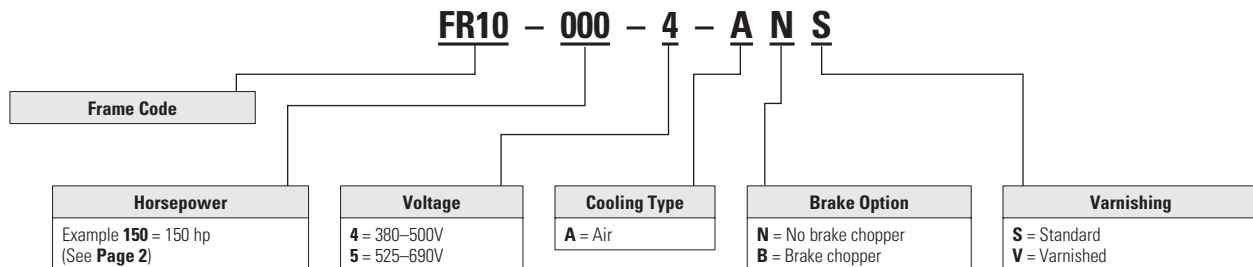 FR10 – 000 – 4 – A N S
Frame Code
Horsepower
Example 150 = 150 hp
(See Page 2)
Voltage
4 = 380–500V
5 = 525–690V
Cooling Type
A = Air
Brake Option
N = No brake chopper
B = Brake chopper
Varnishing
S = Standard
V = Varnished